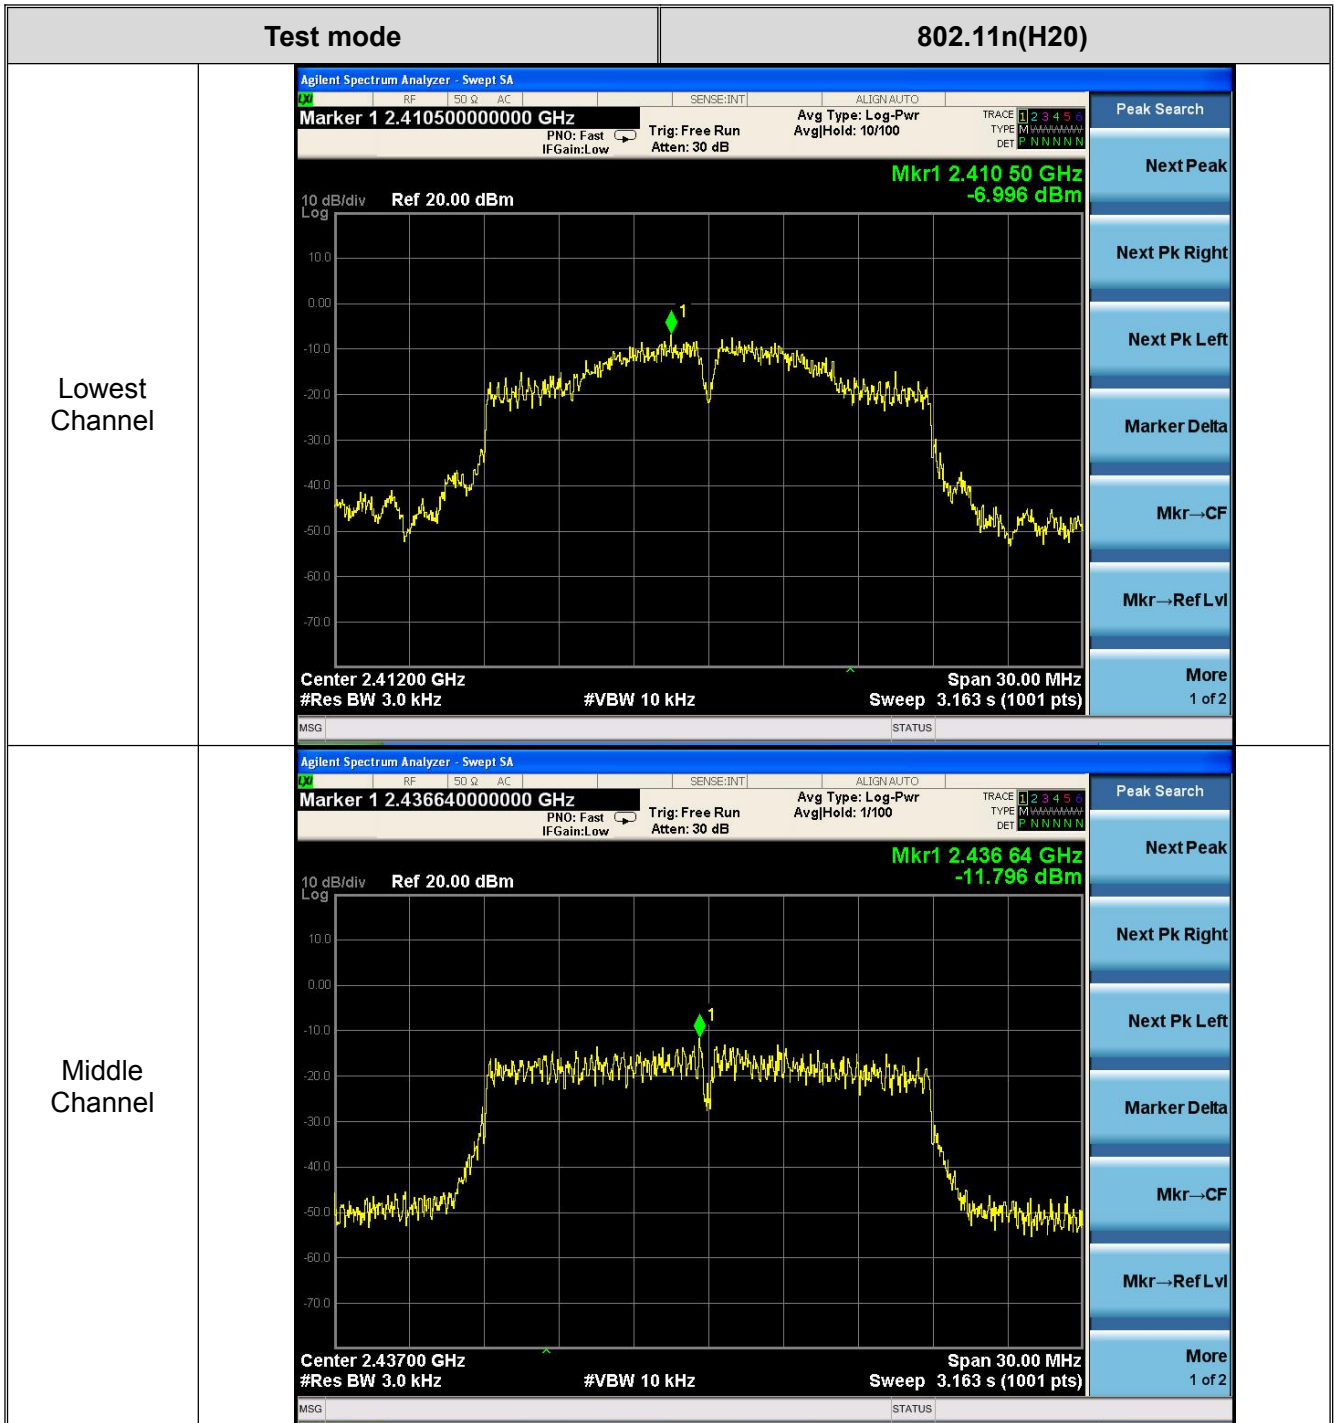 Test mode
802.11n(H20)
Lowest
Channel
Agilent Spectrum Analyzer - Swept SA
LXI RF 50 Ω AC SENSE:INT ALIGN AUTO
Marker 1 2.410500000000 GHz
PNO: Fast
IFGain:Low
Trig: Free Run
Atten: 30 dB
Avg Type: Log-Pwr
Avg|Hold: 10/100
TRACE 1 2 3 4 5 6
TYPE M WWWWW
DET P N N N N N
Mkr1 2.410 50 GHz
-6.996 dBm
10 dB/div Ref 20.00 dBm
Log
10.0
0.00
1
-10.0
-20.0
-30.0
-40.0
-50.0
-60.0
-70.0
Center 2.41200 GHz
Span 30.00 MHz
#Res BW 3.0 kHz
#VBW 10 kHz
Sweep 3.163 s (1001 pts)
MSG
STATUS
Peak Search
Next Peak
Next Pk Right
Next Pk Left
Marker Delta
Mkr→CF
Mkr→Ref Lvl
More
1 of 2
Middle
Channel
Agilent Spectrum Analyzer - Swept SA
LXI RF 50 Ω AC SENSE:INT ALIGN AUTO
Marker 1 2.436640000000 GHz
PNO: Fast
IFGain:Low
Trig: Free Run
Atten: 30 dB
Avg Type: Log-Pwr
Avg|Hold: 1/100
TRACE 1 2 3 4 5 6
TYPE M WWWWW
DET P N N N N N
Mkr1 2.436 64 GHz
-11.796 dBm
10 dB/div Ref 20.00 dBm
Log
10.0
0.00
1
-10.0
-20.0
-30.0
-40.0
-50.0
-60.0
-70.0
Center 2.43700 GHz
Span 30.00 MHz
#Res BW 3.0 kHz
#VBW 10 kHz
Sweep 3.163 s (1001 pts)
MSG
STATUS
Peak Search
Next Peak
Next Pk Right
Next Pk Left
Marker Delta
Mkr→CF
Mkr→Ref Lvl
More
1 of 2